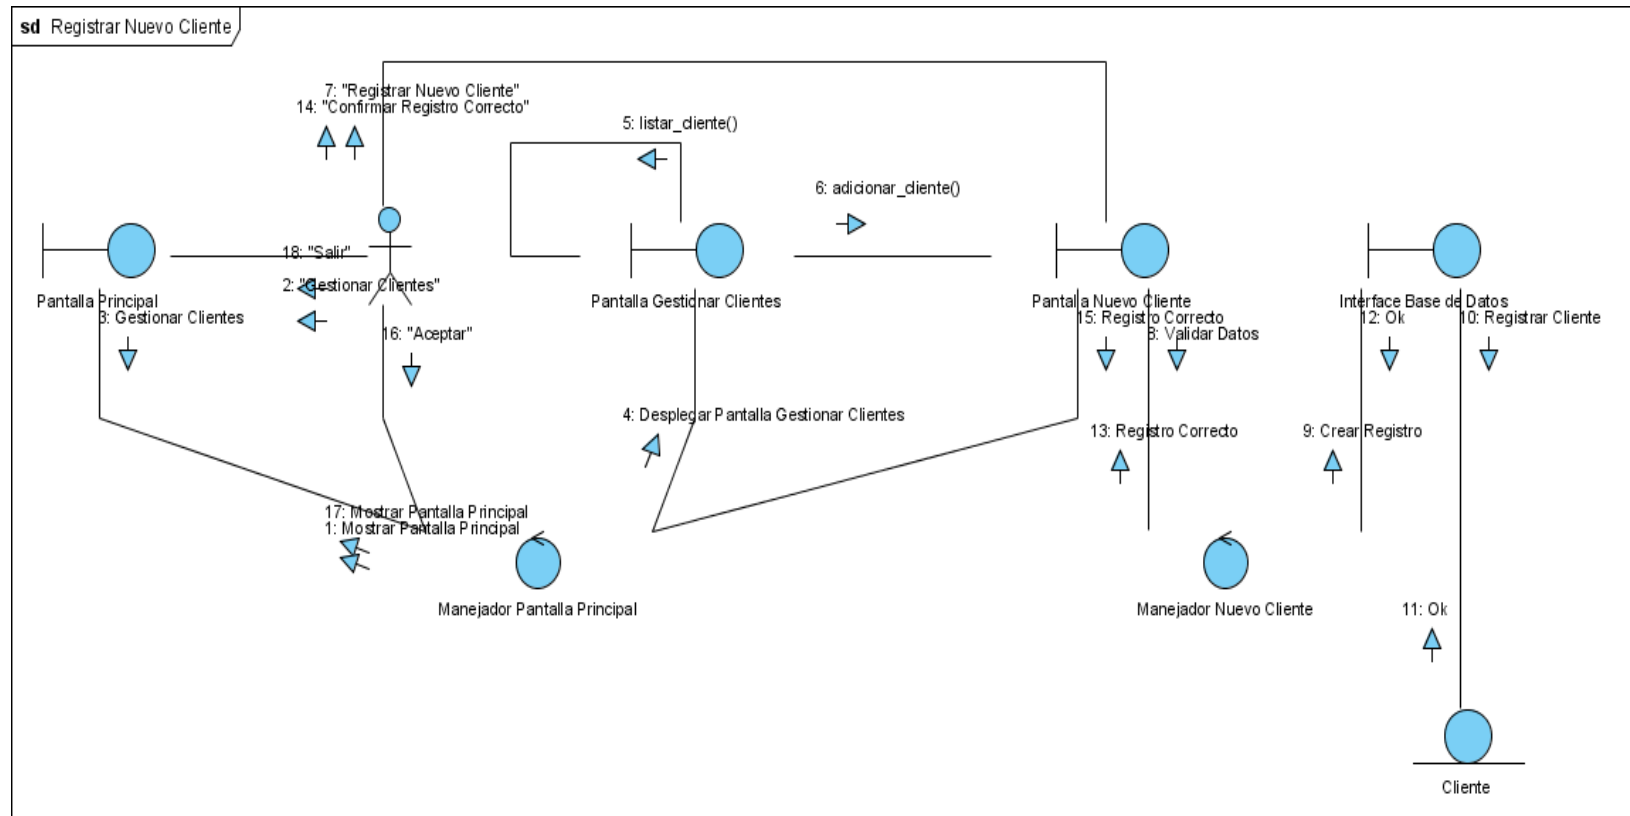 sd Registrar Nuevo Cliente
7: "Registrar Nuevo Cliente"
14: "Confirmar Registro Correcto"
5: listar_cliente()
6: adicionar_cliente()
18: "Salir"
2: "Gestionar Clientes"
Pantalla Principal
3: Gestionar Clientes
16: "Aceptar"
Pantalla Gestionar Clientes
Pantalla Nuevo Cliente
15: Registro Correcto
8: Validar Datos
Interface Base de Datos
12: Ok
10: Registrar Cliente
4: Desplegar Pantalla Gestionar Clientes
13: Registro Correcto
9: Crear Registro
17: Mostrar Pantalla Principal
1: Mostrar Pantalla Principal
Manejador Pantalla Principal
Manejador Nuevo Cliente
11: Ok
Cliente